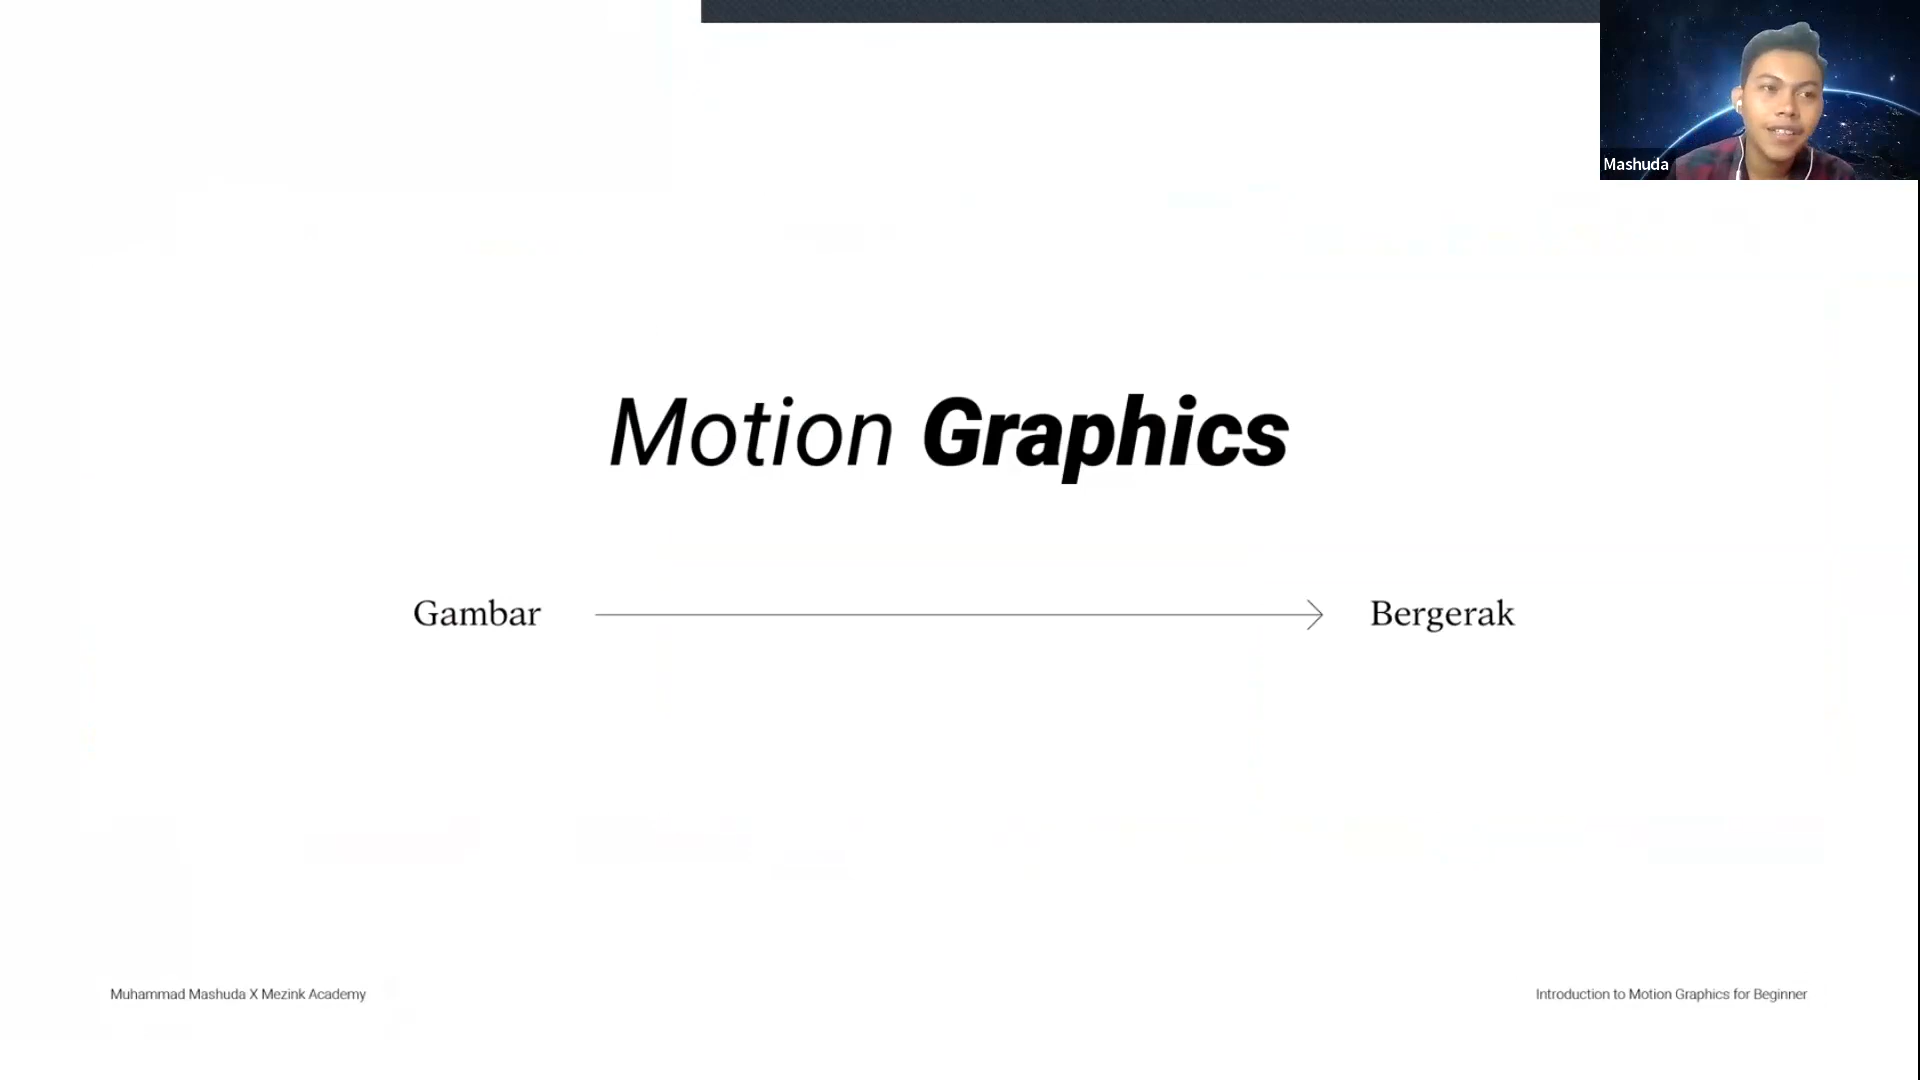 Mashuda
Motion Graphics
Gambar Bergerak
Muhammad Mashuda X Mezink Academy
Introduction to Motion Graphics for Beginner